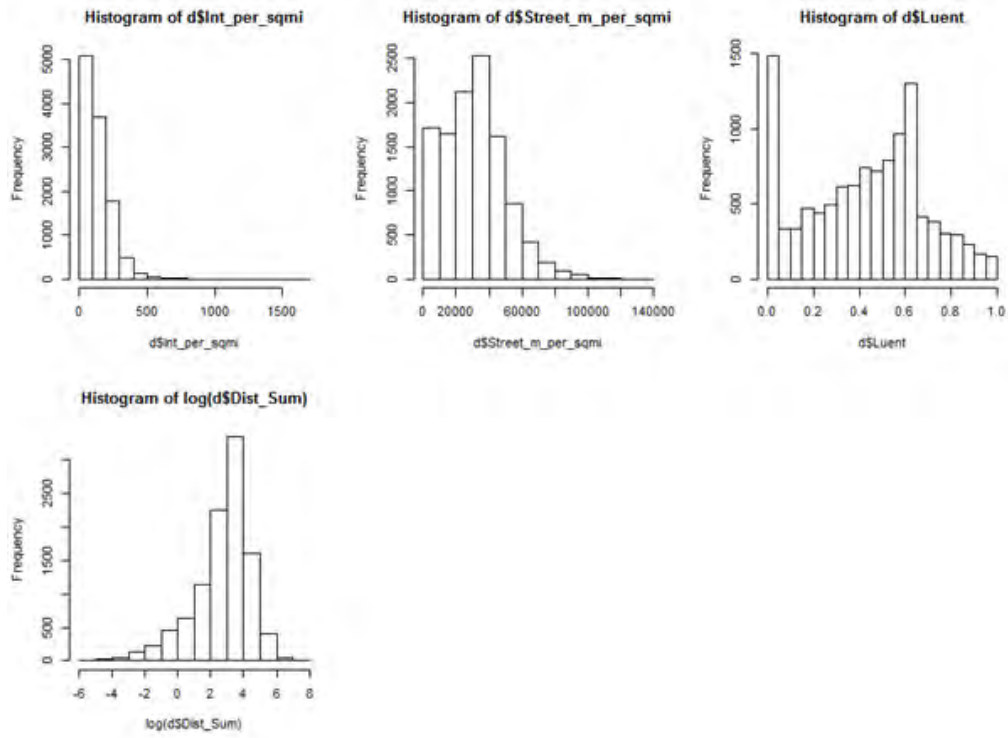 Histogram of d$Int_per_sqmi
Frequency
0 1000 2000 3000 4000 5000
0 500 1000 1500
d$Int_per_sqmi
Histogram of d$Street_m_per_sqmi
Frequency
0 500 1000 1500 2000 2500
0 20000 60000 100000 140000
d$Street_m_per_sqmi
Histogram of d$Luent
Frequency
0 500 1000 1500
0.0 0.2 0.4 0.6 0.8 1.0
d$Luent
Histogram of log(d$Dist_Sum)
Frequency
0 500 1500 2500
-6 -4 -2 0 2 4 6 8
log(d$Dist_Sum)